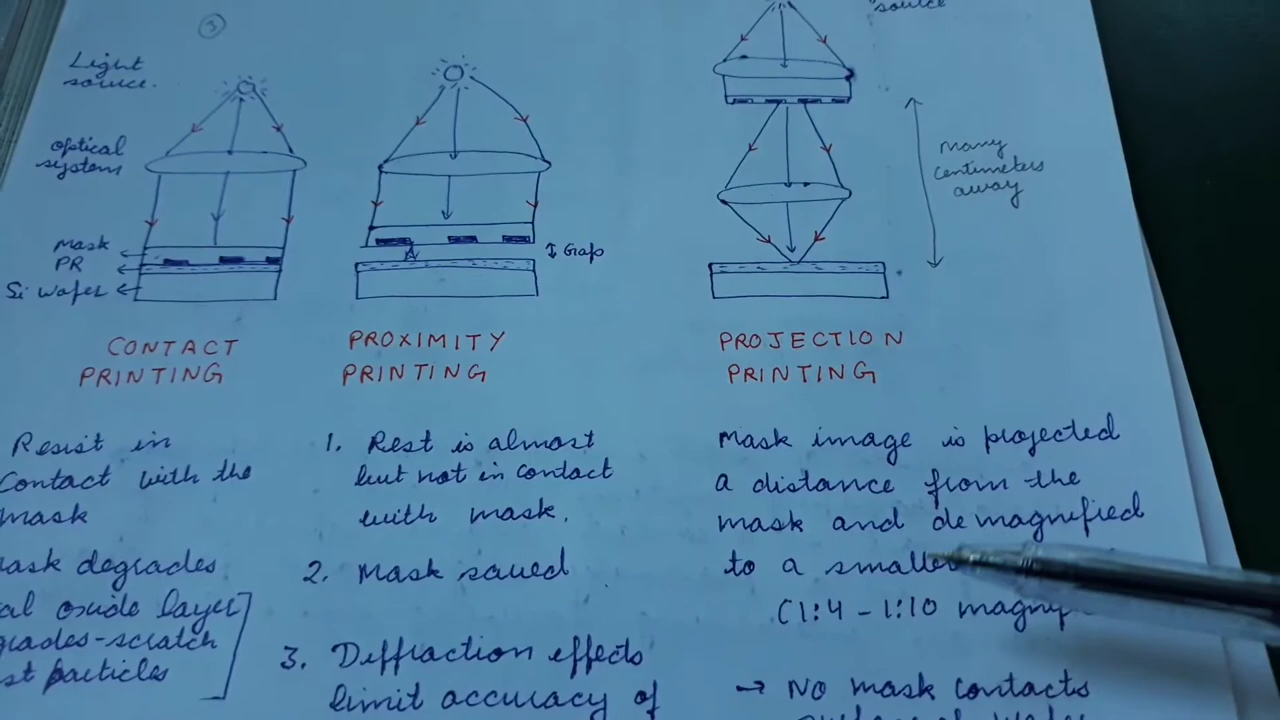 3
Light
source.
optical
system
mask
PR
Si wafer
Gap
source
many
centimeters
away
CONTACT
PRINTING
PROXIMITY
PRINTING
PROJECTION
PRINTING
Resist in
contact with the
mask
degrades
oxide layer
scratch
particles
1. Rest is almost
but not in contact
with mask.
2. Mask saved
3. Diffraction effects
limit accuracy of
Mask image is projected
a distance from the
mask and demagnified
to a smaller
(1:4 - 1:10
→ No mask contacts